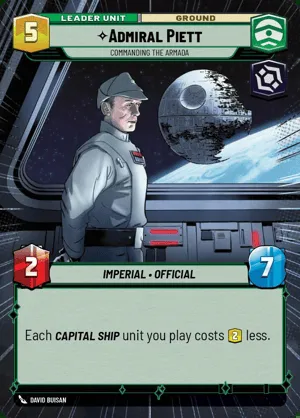 LEADER UNIT
GROUND
5
Admiral Piett
COMMANDING THE ARMADA
2
7
IMPERIAL • OFFICIAL
Each CAPITAL SHIP unit you play costs 2 less.
DAVID BUISAN